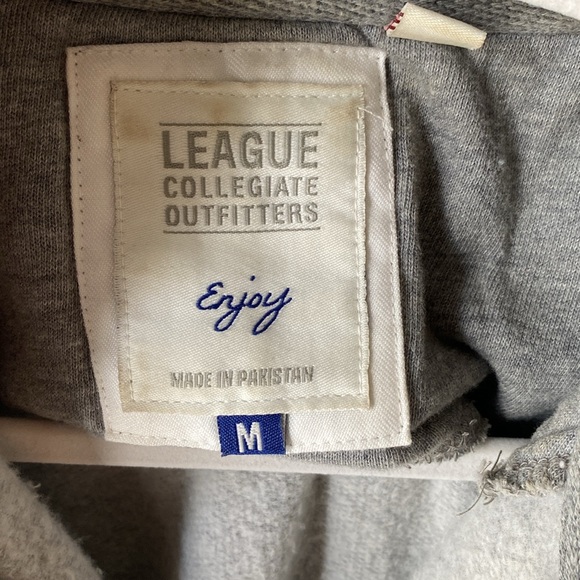 LEAGUE
COLLEGIATE
OUTFITTERS
Enjoy
MADE IN PAKISTAN
M